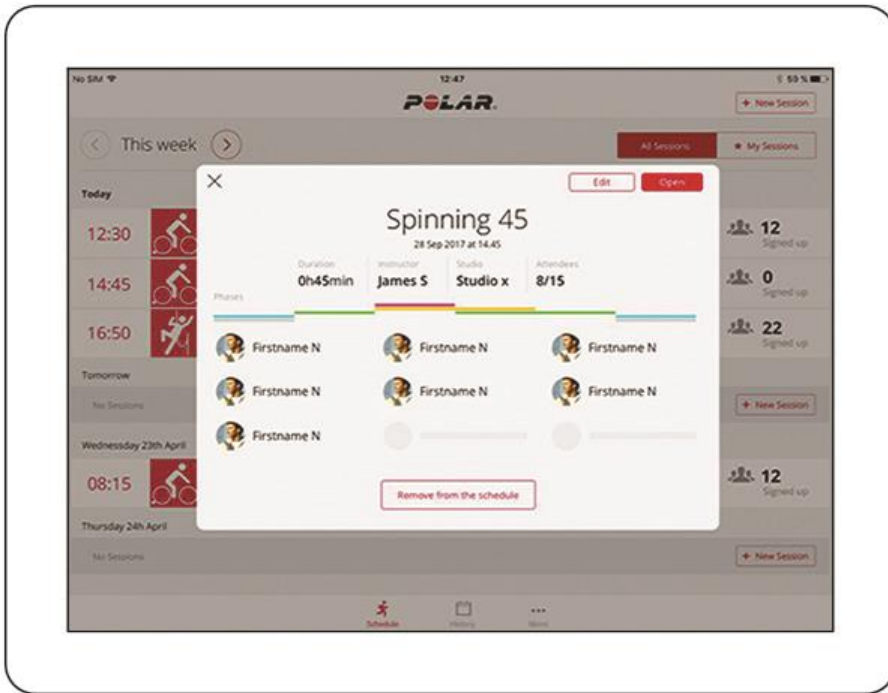 No SIM 12:47 59 %
POLAR
+ New Session
This week All Sessions ★ My Sessions
Today
Edit Open
Spinning 45
28 Sep 2017 at 14.45
12:30 12
Signed up
Duration Instructor Studio Attendees
0h45min James S Studio x 8/15
14:45 0
Signed up
Phases
16:50 22
Signed up
Firstname N Firstname N Firstname N
Tomorrow
Firstname N Firstname N Firstname N
No Sessions + New Session
Firstname N
Wednesday 23th April
08:15 12
Signed up
Remove from the schedule
Thursday 24h April
No Sessions + New Session
Schedule History More